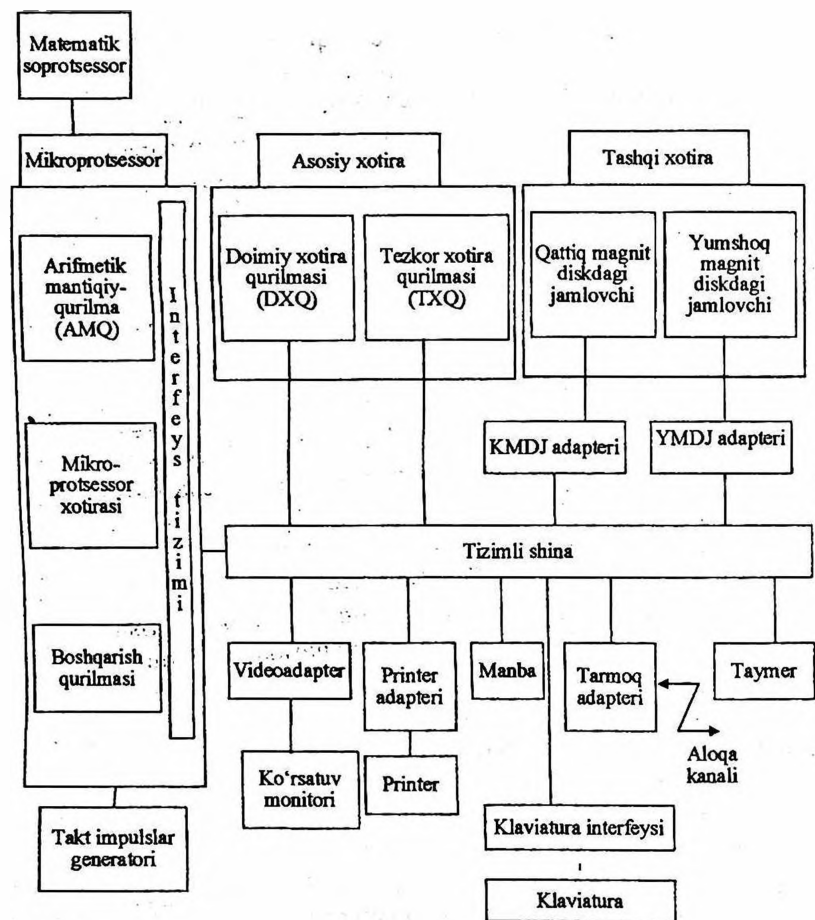 Matematik
soprotsessor
Mikroprotsessor
Asosiy xotira
Tashqi xotira
Arifmetik
mantiqiy-
qurilma
(AMQ)
Mikro-
protsessor
xotirasi
Boshqarish
qurilmasi
Interfeys tizimi
Doimiy xotira
qurilmasi
(DXQ)
Tezkor xotira
qurilmasi
(TXQ)
Qattiq magnit
diskdagi
jamlovchi
Yumshoq
magnit
diskdagi
jamlovchi
KMDJ adapteri
YMDJ adapteri
Tizimli shina
Videoadapter
Printer
adapteri
Manba
Tarmoq
adapteri
Taymer
Aloqa
kanali
Ko‘rsatuv
monitori
Printer
Takt impulslar
generatori
Klaviatura interfeysi
Klaviatura